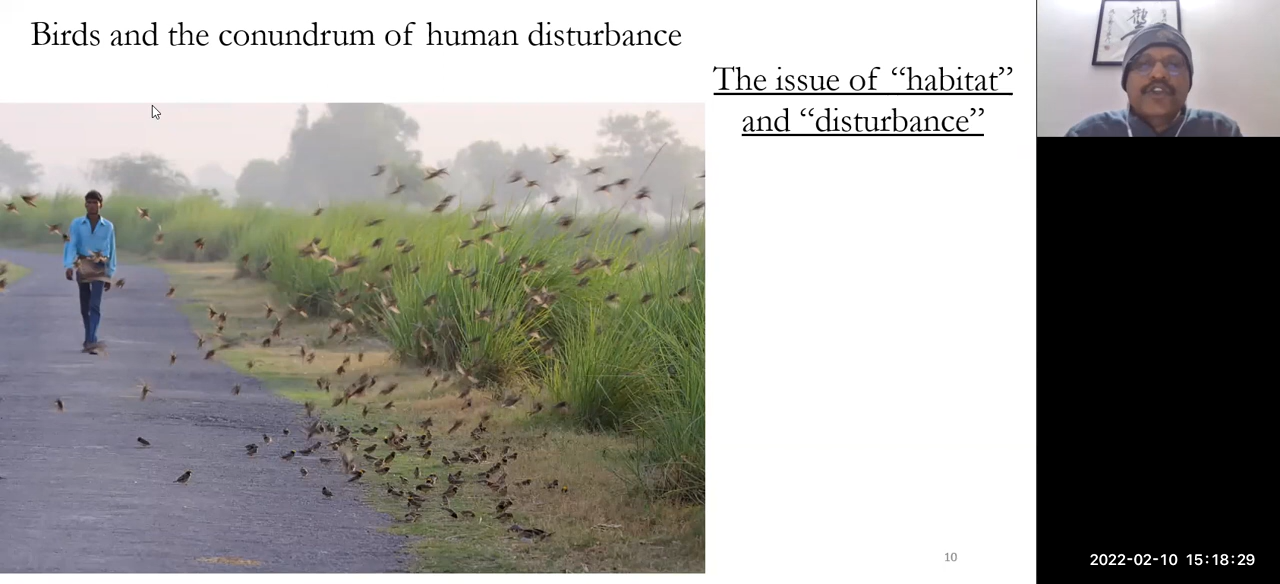 Birds and the conundrum of human disturbance
The issue of “habitat”
and “disturbance”
10
2022-02-10 15:18:29